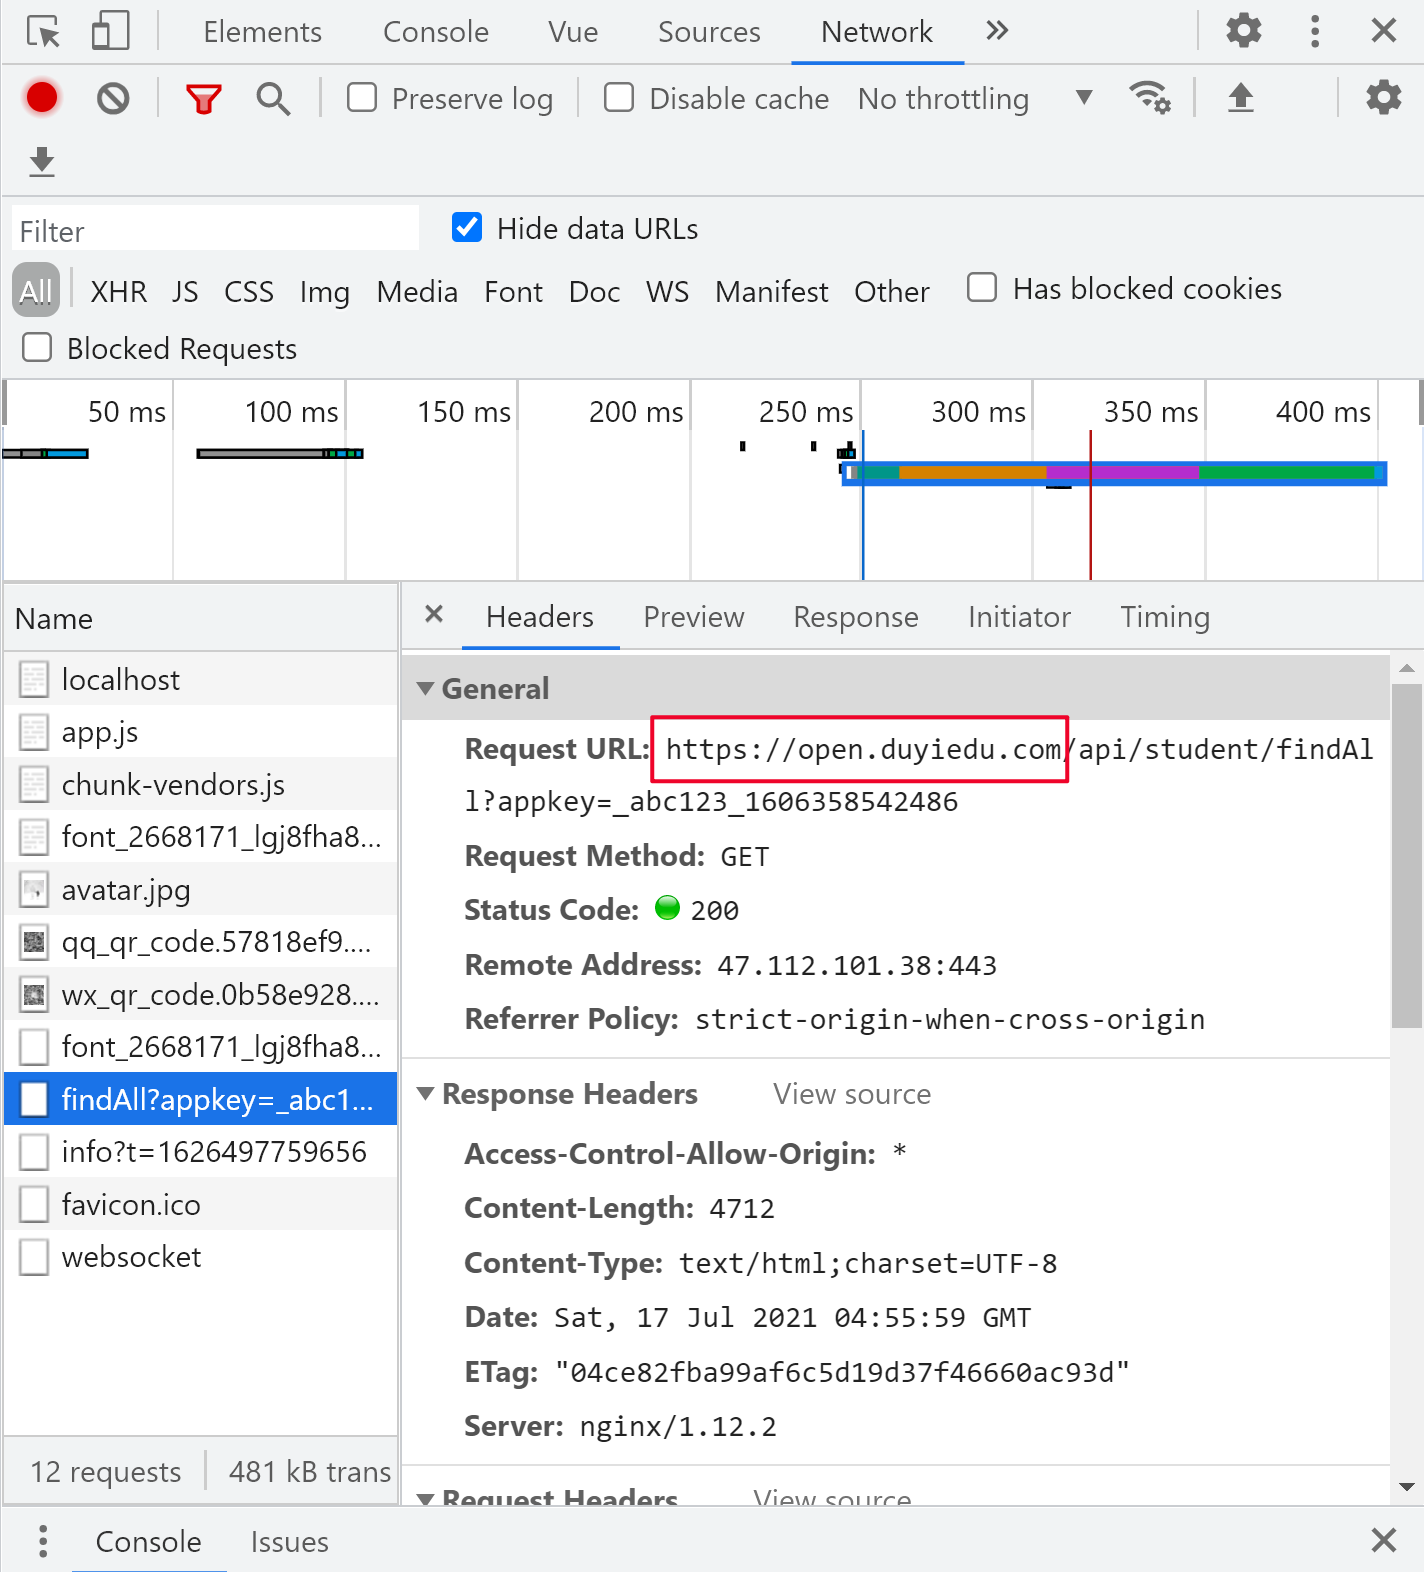 Elements Console Vue Sources Network
Preserve log Disable cache No throttling
Filter Hide data URLs
All XHR JS CSS Img Media Font Doc WS Manifest Other Has blocked cookies
Blocked Requests
50 ms 100 ms 150 ms 200 ms 250 ms 300 ms 350 ms 400 ms
Name
localhost
app.js
chunk-vendors.js
font_2668171_lgj8fha8...
avatar.jpg
qq_qr_code.57818ef9....
wx_qr_code.0b58e928....
font_2668171_lgj8fha8...
findAll?appkey=_abc1...
info?t=1626497759656
favicon.ico
websocket
12 requests 481 kB trans
Headers Preview Response Initiator Timing
General
Request URL: https://open.duyiedu.com/api/student/findAl
l?appkey=_abc123_1606358542486
Request Method: GET
Status Code: 200
Remote Address: 47.112.101.38:443
Referrer Policy: strict-origin-when-cross-origin
Response Headers View source
Access-Control-Allow-Origin: *
Content-Length: 4712
Content-Type: text/html;charset=UTF-8
Date: Sat, 17 Jul 2021 04:55:59 GMT
ETag: "04ce82fba99af6c5d19d37f46660ac93d"
Server: nginx/1.12.2
Request Headers View source
Console Issues